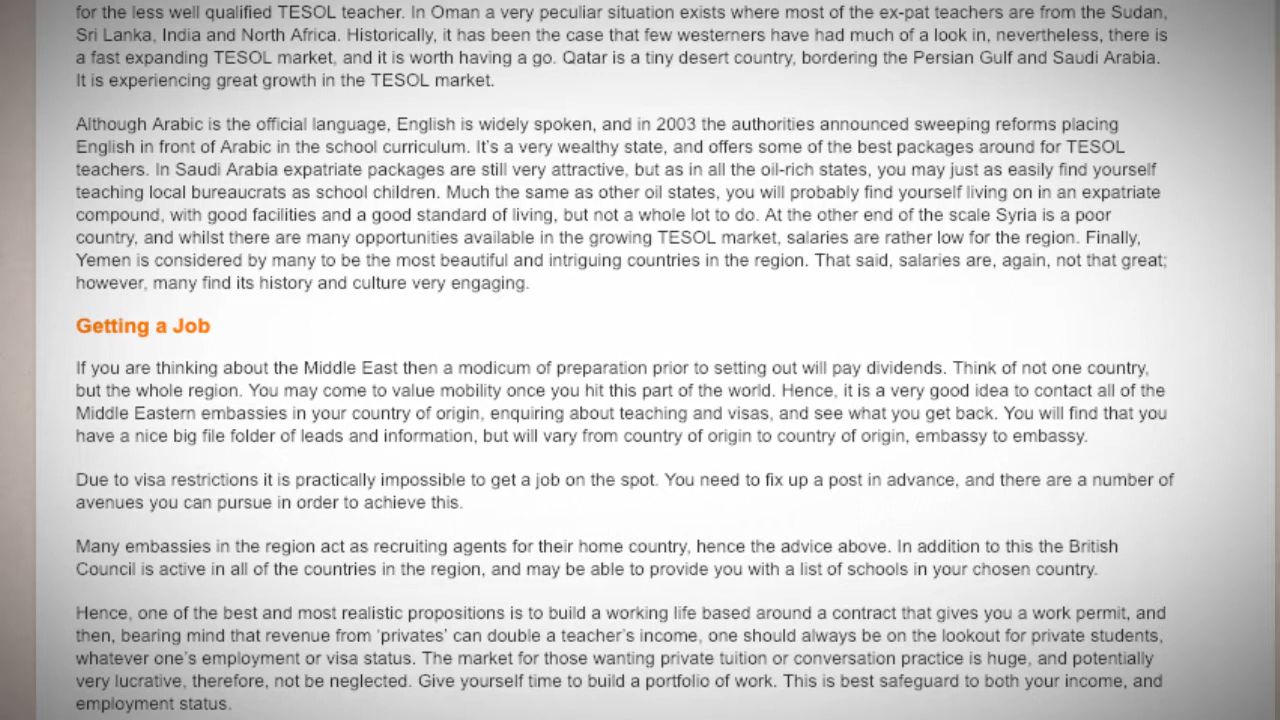 for the less well qualified TESOL teacher. In Oman a very peculiar situation exists where most of the ex-pat teachers are from the Sudan,
Sri Lanka, India and North Africa. Historically, it has been the case that few westerners have had much of a look in, nevertheless, there is
a fast expanding TESOL market, and it is worth having a go. Qatar is a tiny desert country, bordering the Persian Gulf and Saudi Arabia.
It is experiencing great growth in the TESOL market.
Although Arabic is the official language, English is widely spoken, and in 2003 the authorities announced sweeping reforms placing
English in front of Arabic in the school curriculum. It's a very wealthy state, and offers some of the best packages around for TESOL
teachers. In Saudi Arabia expatriate packages are still very attractive, but as in all the oil-rich states, you may just as easily find yourself
teaching local bureaucrats as school children. Much the same as other oil states, you will probably find yourself living on in an expatriate
compound, with good facilities and a good standard of living, but not a whole lot to do. At the other end of the scale Syria is a poor
country, and whilst there are many opportunities available in the growing TESOL market, salaries are rather low for the region. Finally,
Yemen is considered by many to be the most beautiful and intriguing countries in the region. That said, salaries are, again, not that great;
however, many find its history and culture very engaging.
Getting a Job
If you are thinking about the Middle East then a modicum of preparation prior to setting out will pay dividends. Think of not one country,
but the whole region. You may come to value mobility once you hit this part of the world. Hence, it is a very good idea to contact all of the
Middle Eastern embassies in your country of origin, enquiring about teaching and visas, and see what you get back. You will find that you
have a nice big file folder of leads and information, but will vary from country of origin to country of origin, embassy to embassy.
Due to visa restrictions it is practically impossible to get a job on the spot. You need to fix up a post in advance, and there are a number of
avenues you can pursue in order to achieve this.
Many embassies in the region act as recruiting agents for their home country, hence the advice above. In addition to this the British
Council is active in all of the countries in the region, and may be able to provide you with a list of schools in your chosen country.
Hence, one of the best and most realistic propositions is to build a working life based around a contract that gives you a work permit, and
then, bearing mind that revenue from ‘privates’ can double a teacher's income, one should always be on the lookout for private students,
whatever one's employment or visa status. The market for those wanting private tuition or conversation practice is huge, and potentially
very lucrative, therefore, not be neglected. Give yourself time to build a portfolio of work. This is best safeguard to both your income, and
employment status.